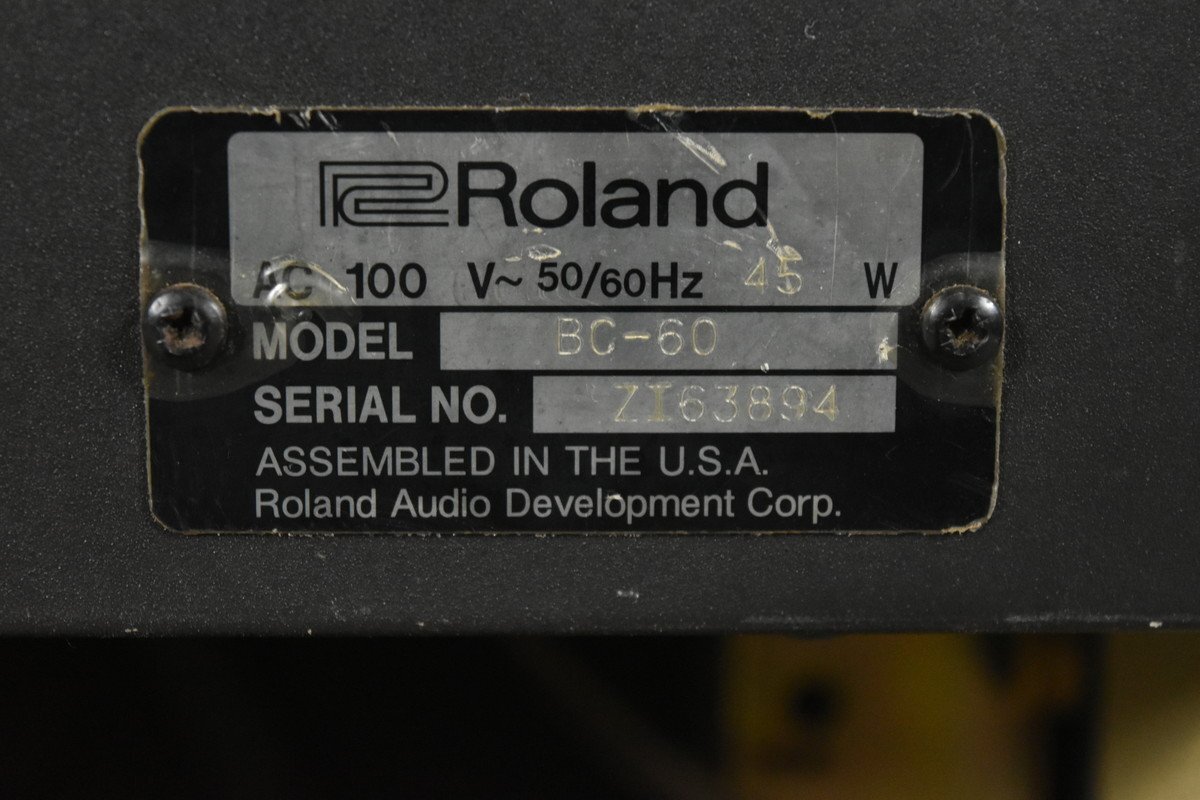 Roland
AC 100 V~ 50/60Hz 45 W
MODEL BC-60
SERIAL NO. ZI63894
ASSEMBLED IN THE U.S.A.
Roland Audio Development Corp.